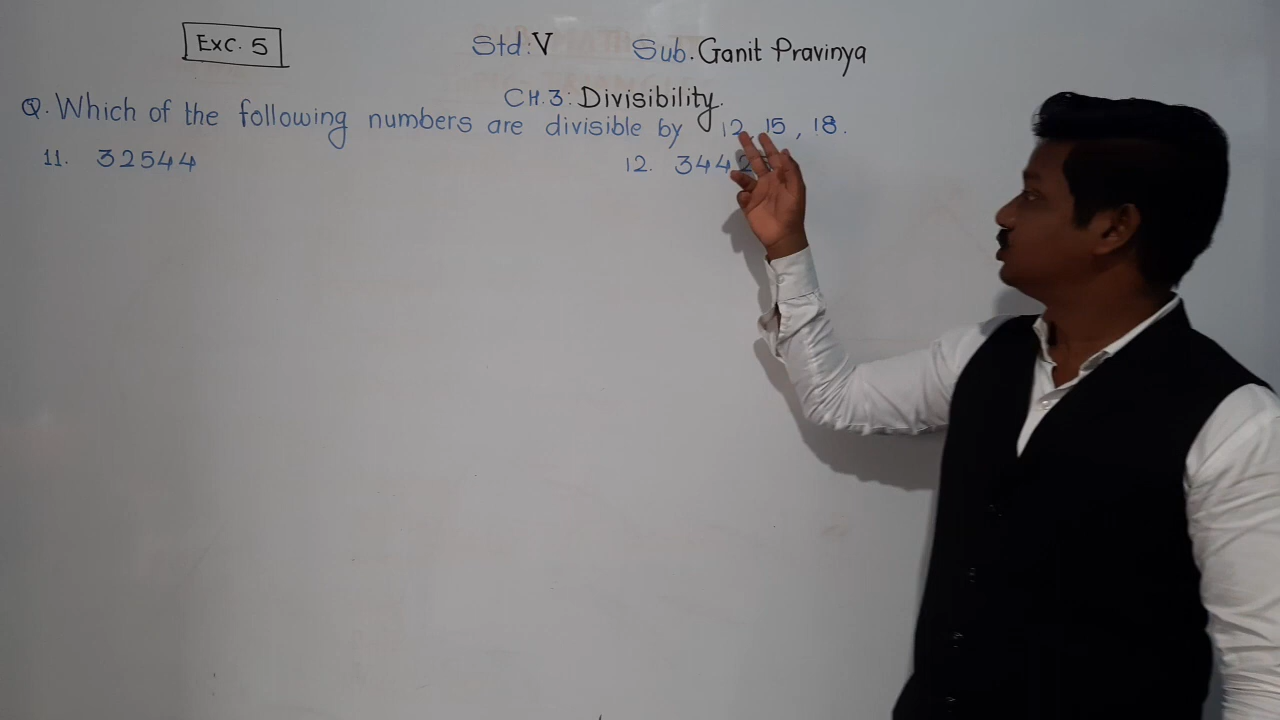 Exc. 5
Std: V Sub. Ganit Pravinya
CH.3: Divisibility.
Q. Which of the following numbers are divisible by 12, 15, 18.
11. 32544 12.